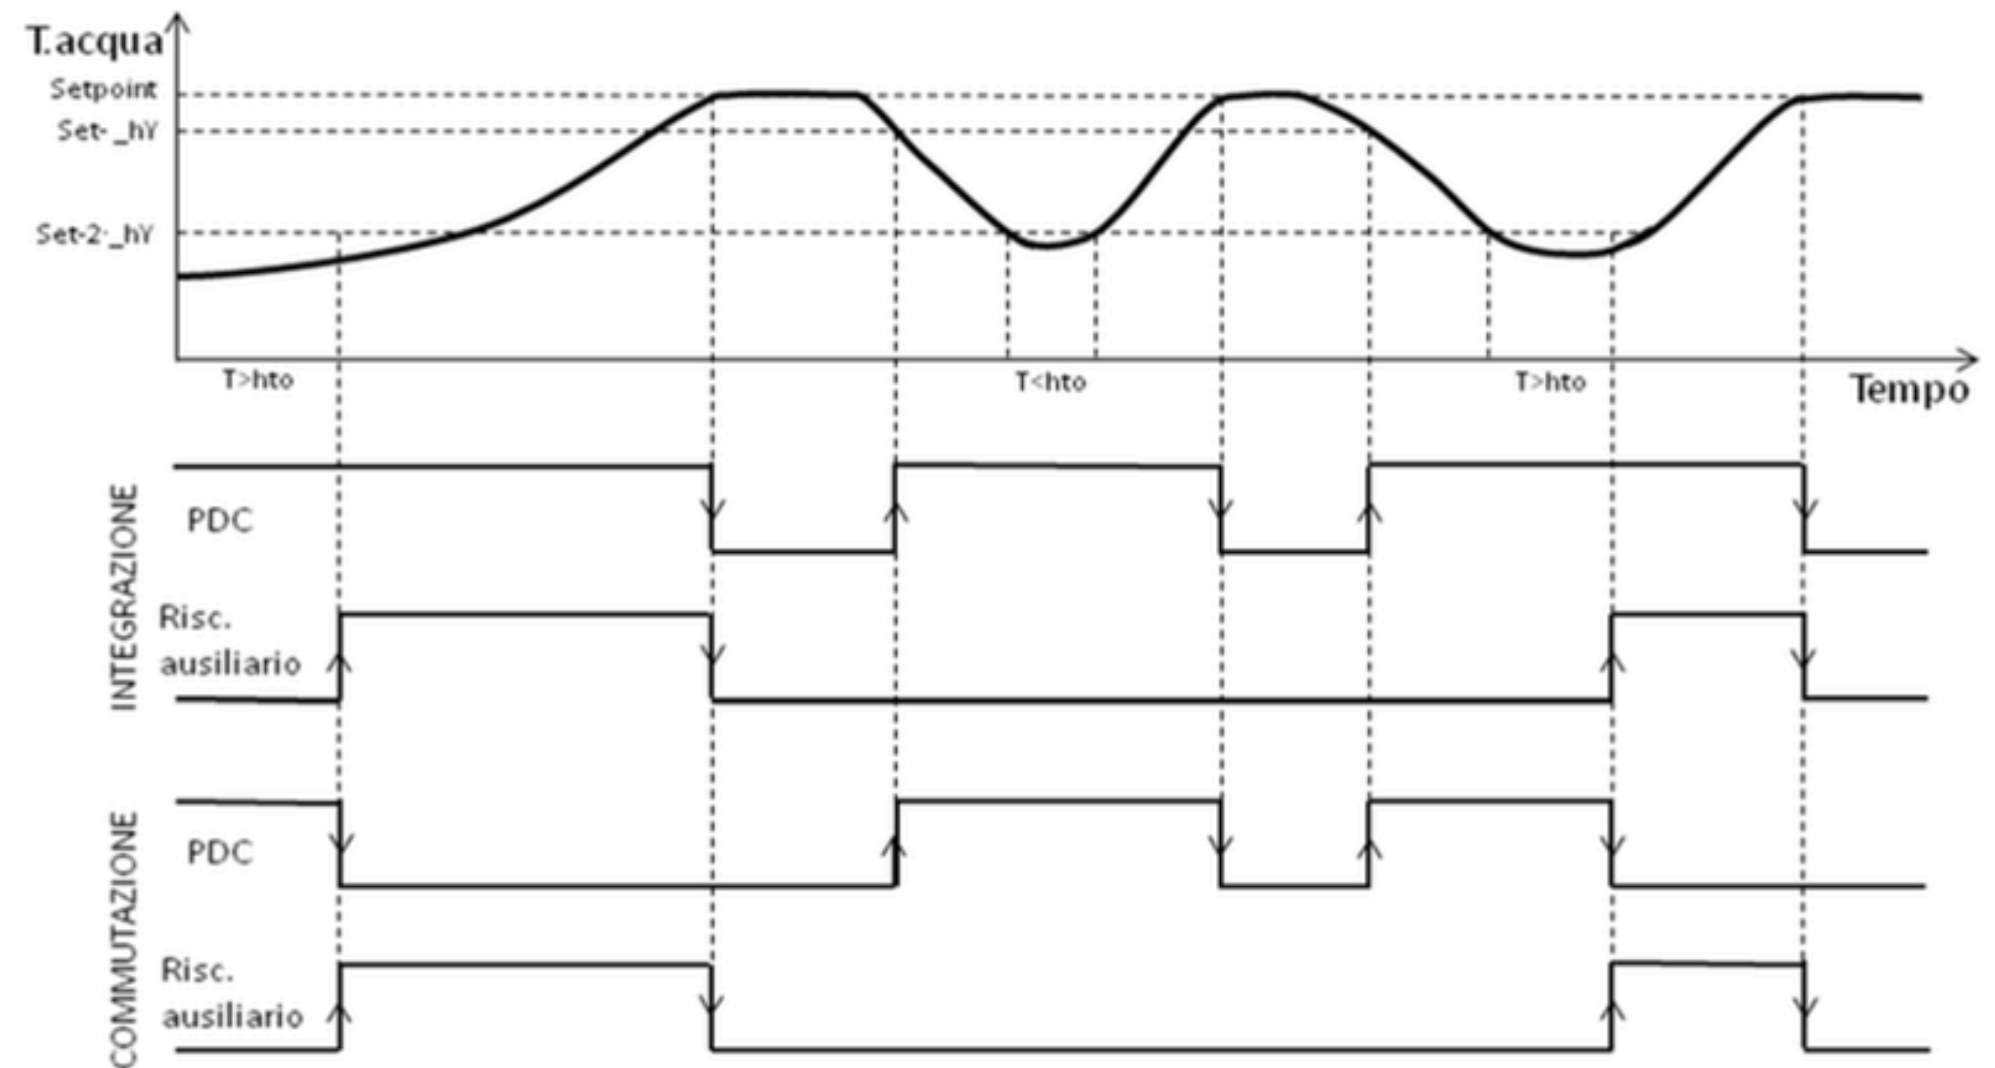 T.acqua
Setpoint
Set- _hY
Set-2·_hY
T>hto
T<hto
T>hto
Tempo
INTEGRAZIONE
PDC
Risc.
ausiliario
COMMUTAZIONE
PDC
Risc.
ausiliario